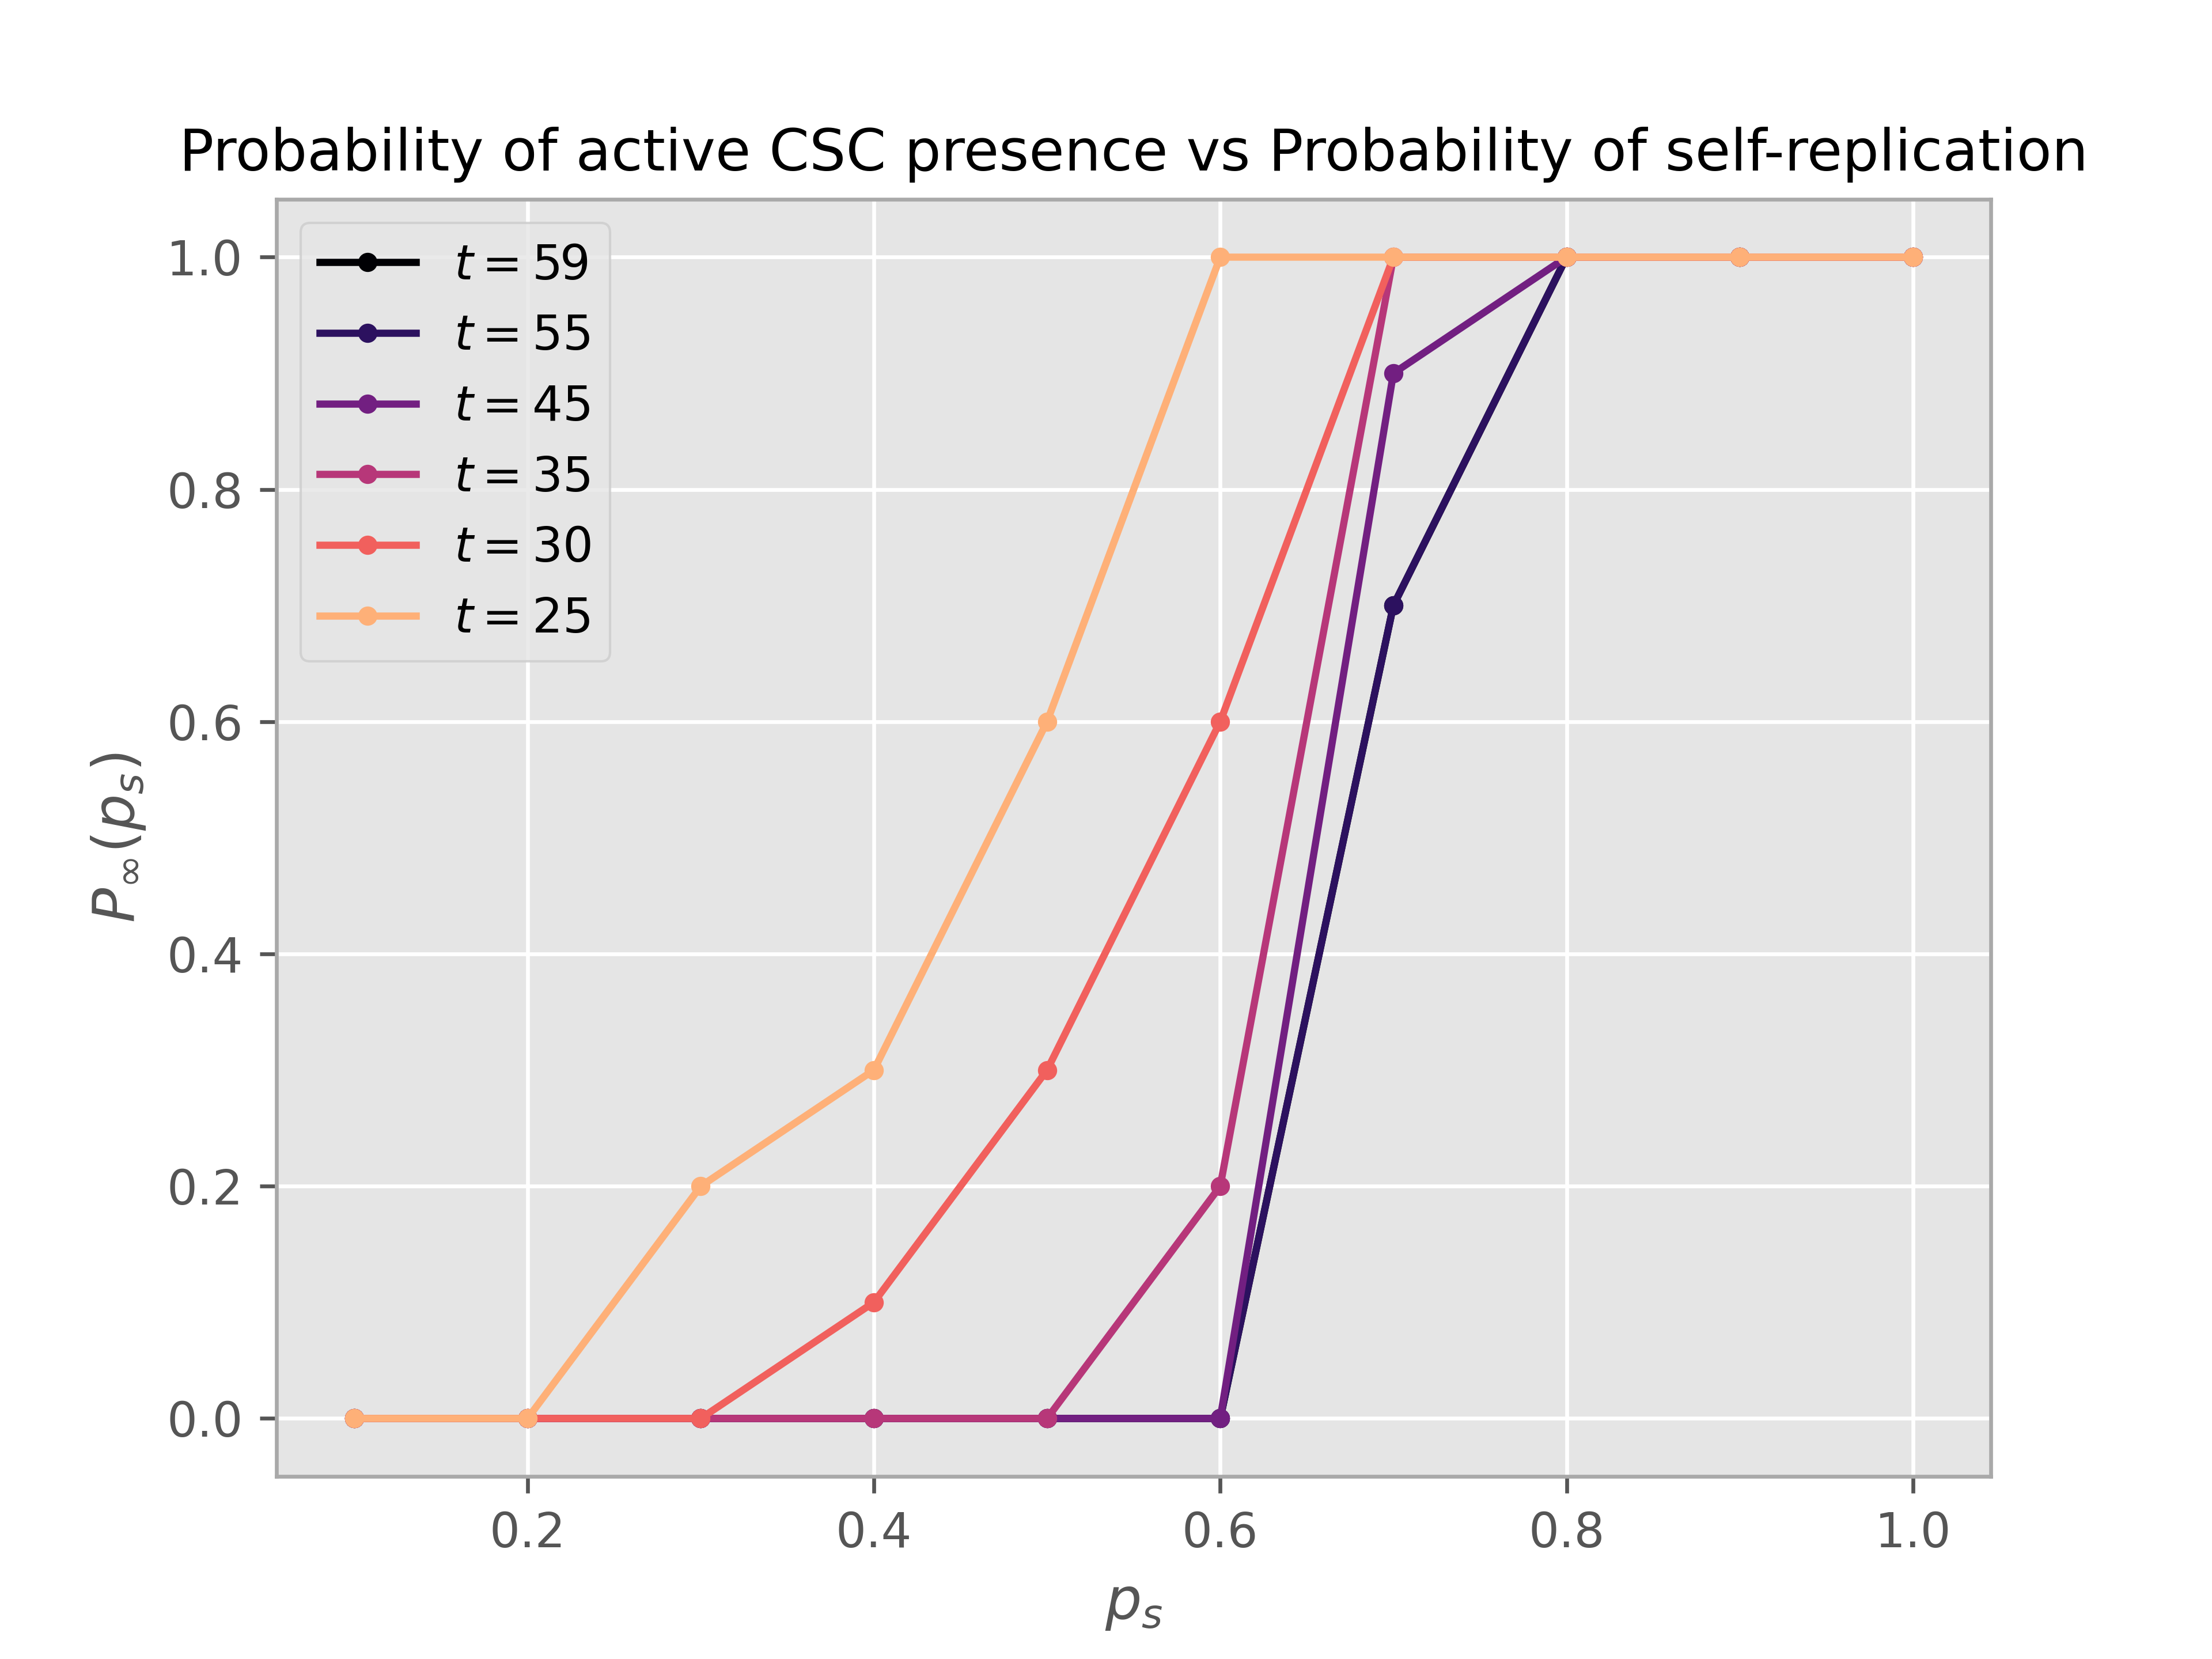 Probability of active CSC presence vs Probability of self-replication
1.0
0.8
0.6
0.4
0.2
0.0
t = 59
t = 55
t = 45
t = 35
t = 30
t = 25
P∞(pₛ)
0.2 0.4 0.6 0.8 1.0
pₛ